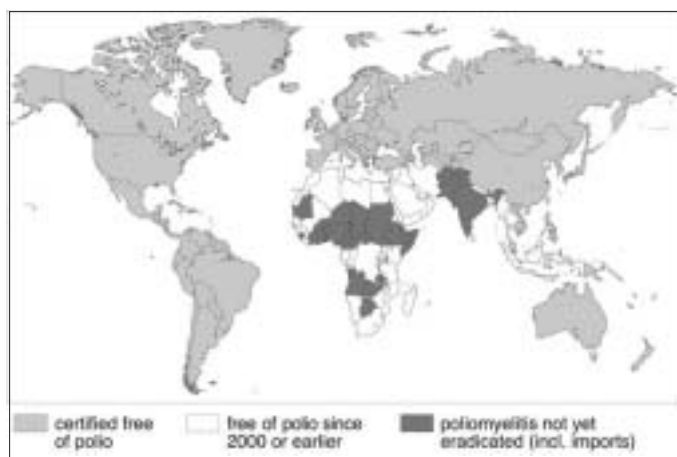 certified free
of polio
free of polio since
2000 or earlier
poliomyelitis not yet
eradicated (incl. imports)